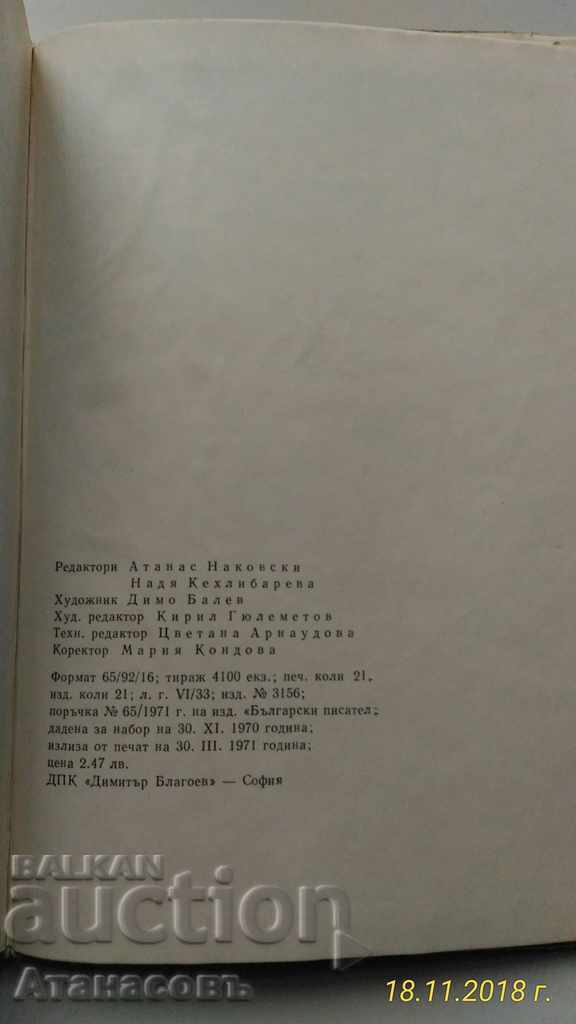 Редактори Атанас Наковски
Надя Кехлибарева
Художник Димо Балев
Худ. редактор Кирил Гюлеметов
Техн. редактор Цветана Арнаудова
Коректор Мария Кондова
Формат 65/92/16; тираж 4100 екз.; печ. коли 21,
изд. коли 21; л. г. VI/33; изд. № 3156;
поръчка № 65/1971 г. на изд. «Български писател;
дадена за набор на 30. XI. 1970 година;
излиза от печат на 30. III. 1971 година;
цена 2.47 лв.
ДПК «Димитър Благоев» — София
BALKAN
auction
Атанасовъ
18.11.2018 г.